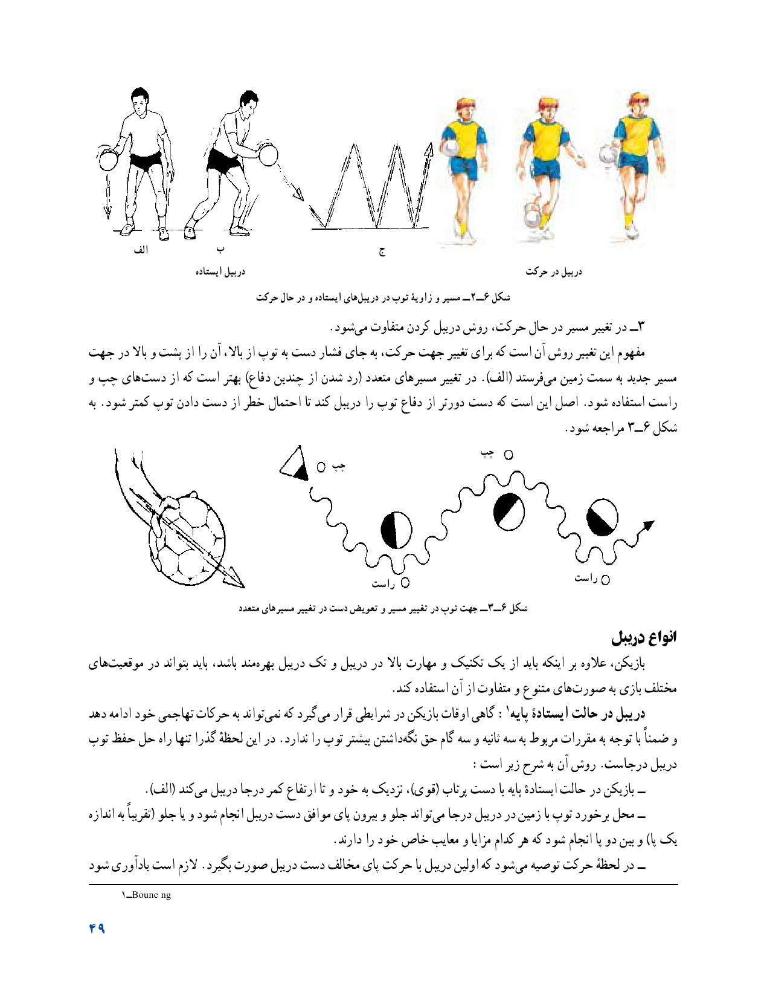 الف
ب
ج
دریبل ایستاده
دریبل در حرکت
شکل ۶ــ۲ــ مسیر و زاویهٔ توپ در دریبل‌های ایستاده و در حال حرکت
۳ــ در تغییر مسیر در حال حرکت، روش دریبل کردن متفاوت می‌شود.
مفهوم این تغییر روش آن است که برای تغییر جهت حرکت، به جای فشار دست به توپ از بالا، آن را از پشت و بالا در جهت
مسیر جدید به سمت زمین می‌فرستد (الف). در تغییر مسیرهای متعدد (رد شدن از چندین دفاع) بهتر است که از دست‌های چپ و
راست استفاده شود. اصل این است که دست دورتر از دفاع توپ را دریبل کند تا احتمال خطر از دست دادن توپ کمتر شود. به
شکل ۶ــ۳ مراجعه شود.
چپ
چپ
راست
راست
شکل ۶ــ۳ــ جهت توپ در تغییر مسیر و تعویض دست در تغییر مسیرهای متعدد
انواع دریبل
بازیکن، علاوه بر اینکه باید از یک تکنیک و مهارت بالا در دریبل و تک دریبل بهره‌مند باشد، باید بتواند در موقعیت‌های
مختلف بازی به صورت‌های متنوع و متفاوت از آن استفاده کند.
دریبل در حالت ایستادهٔ پایه۱ : گاهی اوقات بازیکن در شرایطی قرار می‌گیرد که نمی‌تواند به حرکات تهاجمی خود ادامه دهد
و ضمناً با توجه به مقررات مربوط به سه ثانیه و سه گام حق نگه‌داشتن بیشتر توپ را ندارد. در این لحظهٔ گذرا تنها راه حل حفظ توپ
دریبل درجاست. روش آن به شرح زیر است :
ــ بازیکن در حالت ایستادهٔ پایه با دست پرتاب (قوی)، نزدیک به خود و تا ارتفاع کمر درجا دریبل می‌کند (الف).
ــ محل برخورد توپ با زمین در دریبل درجا می‌تواند جلو و بیرون پای موافق دست دریبل انجام شود و یا جلو (تقریباً به اندازه
یک پا) و بین دو پا انجام شود که هر کدام مزایا و معایب خاص خود را دارند.
ــ در لحظهٔ حرکت توصیه می‌شود که اولین دریبل با حرکت پای مخالف دست دریبل صورت بگیرد. لازم است یادآوری شود
۱ــBounc ng
۴۹